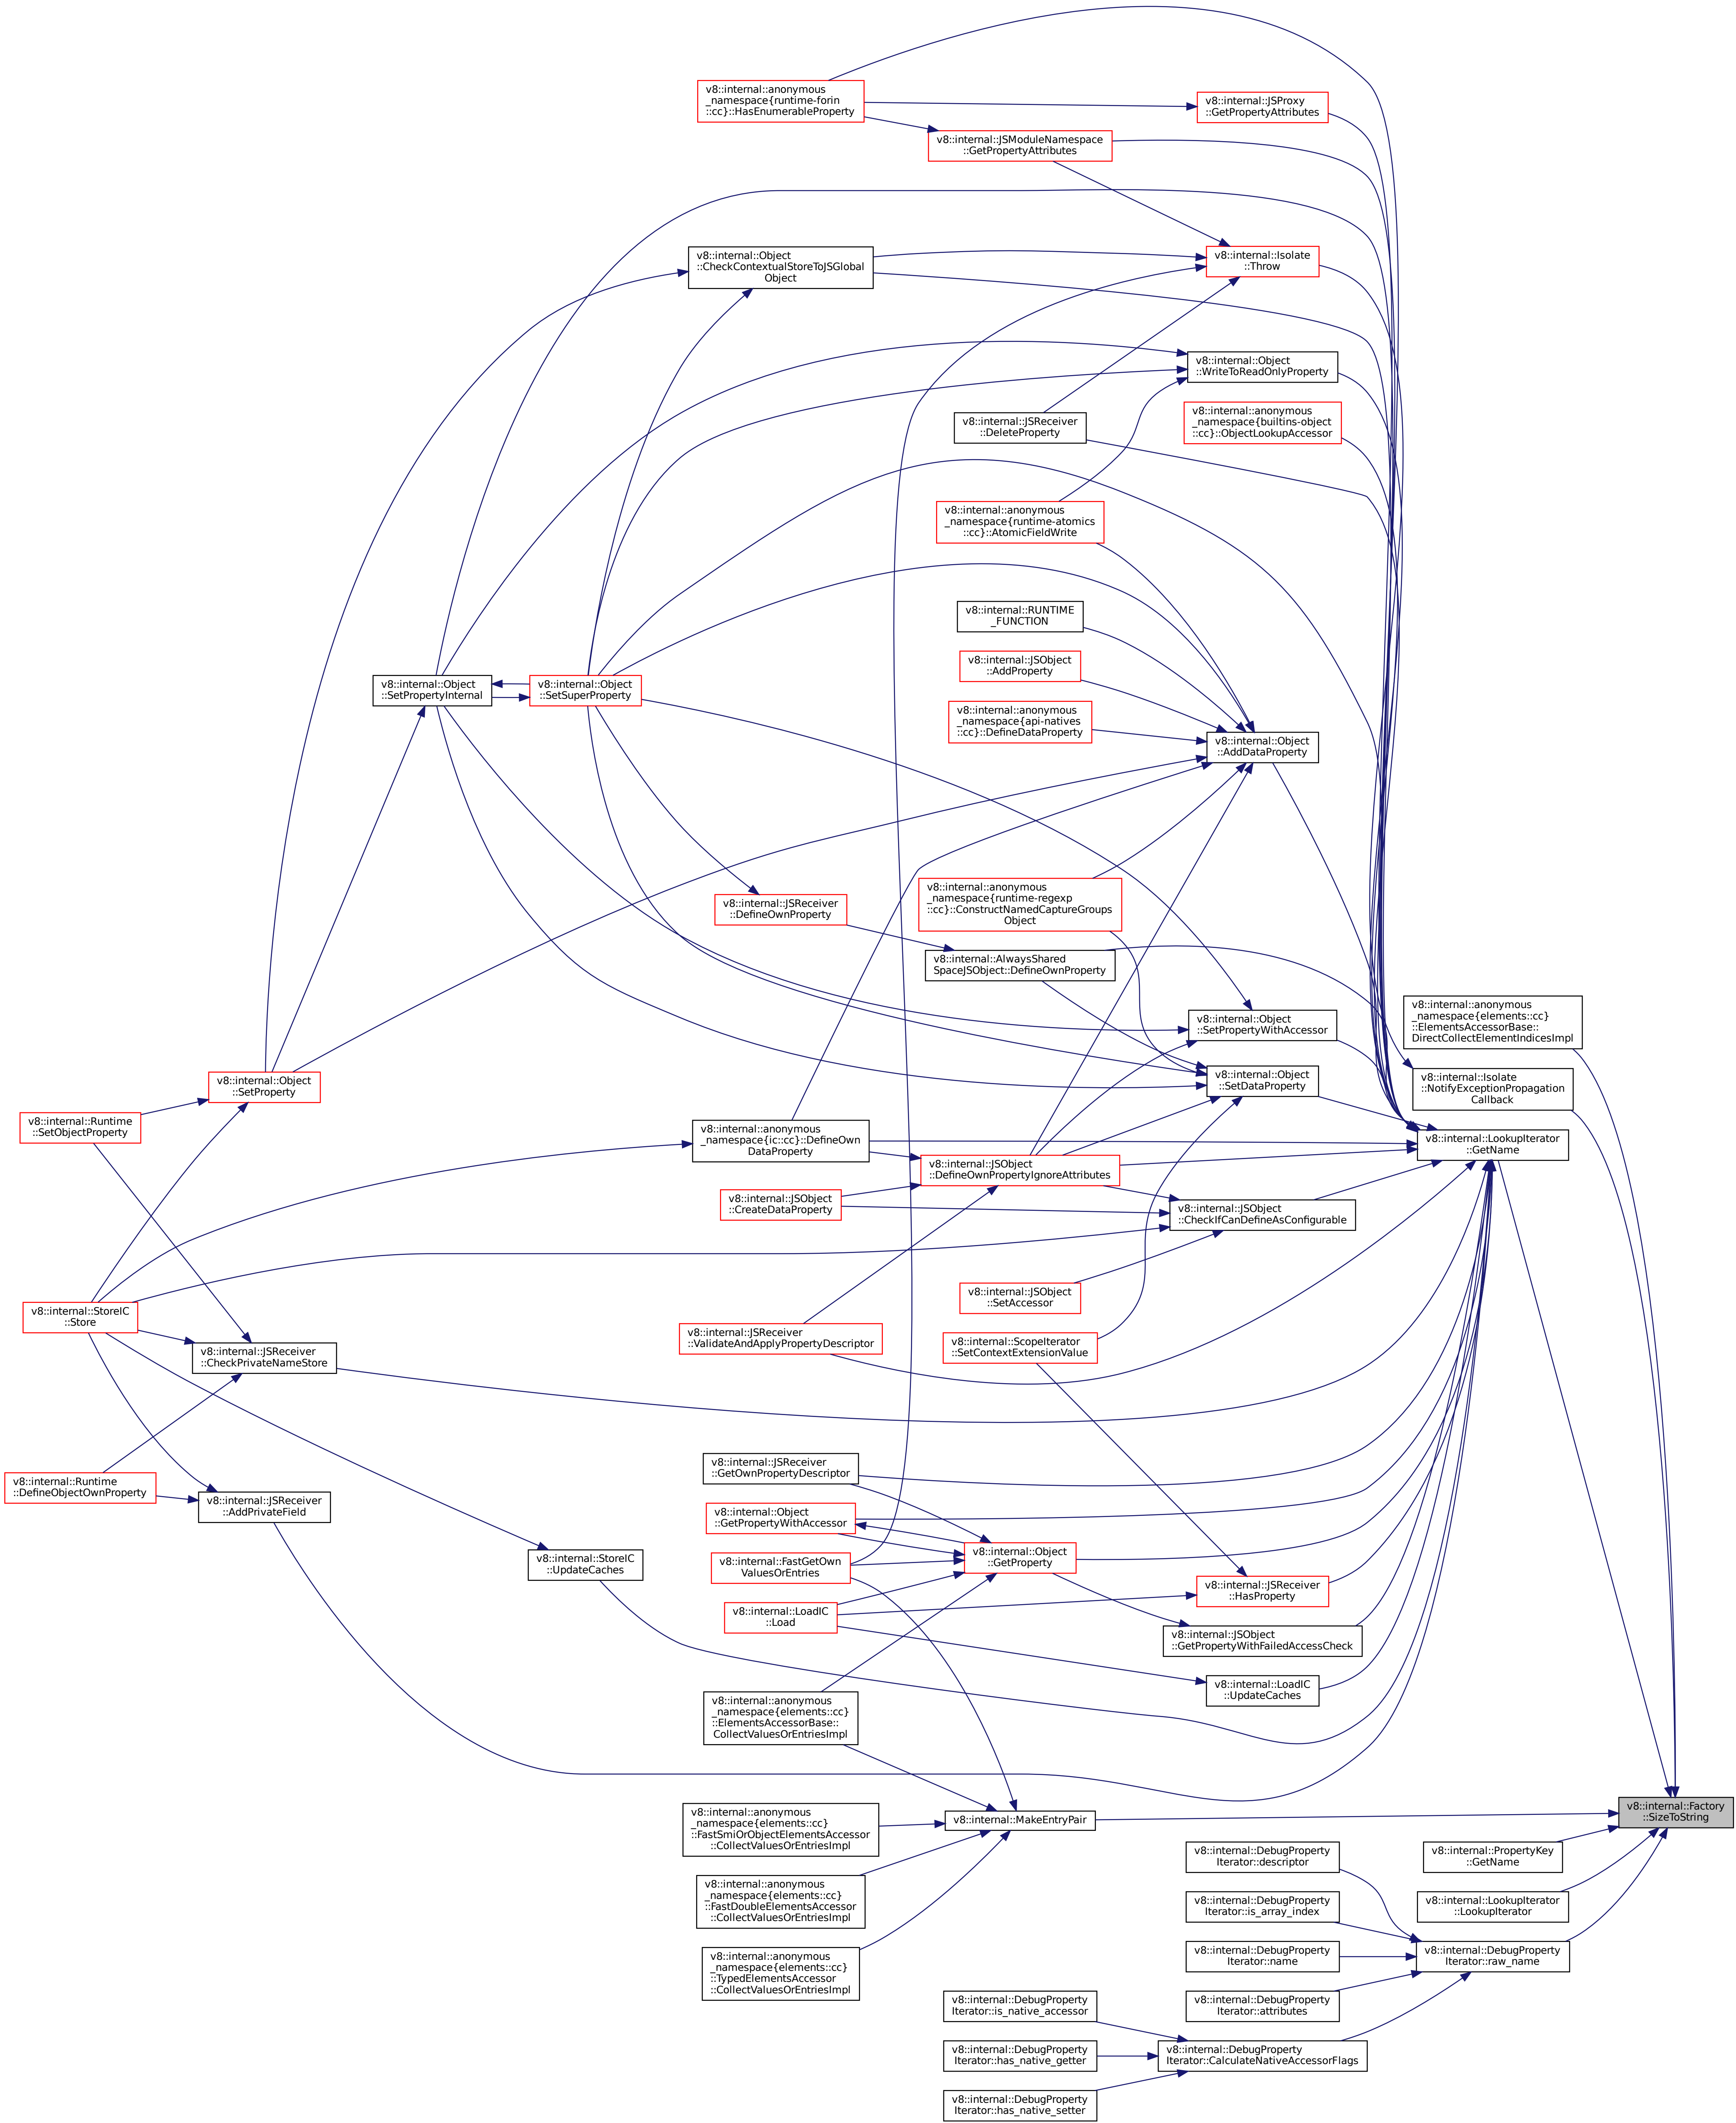 v8::internal::anonymous
_namespace{runtime-forin
::cc}::HasEnumerableProperty
v8::internal::JSProxy
::GetPropertyAttributes
v8::internal::JSModuleNamespace
::GetPropertyAttributes
v8::internal::Object
::CheckContextualStoreToJSGlobal
Object
v8::internal::Isolate
::Throw
v8::internal::Object
::WriteToReadOnlyProperty
v8::internal::anonymous
_namespace{builtins-object
::cc}::ObjectLookupAccessor
v8::internal::JSReceiver
::DeleteProperty
v8::internal::anonymous
_namespace{runtime-atomics
::cc}::AtomicFieldWrite
v8::internal::RUNTIME
_FUNCTION
v8::internal::JSObject
::AddProperty
v8::internal::Object
::SetPropertyInternal
v8::internal::Object
::SetSuperProperty
v8::internal::anonymous
_namespace{api-natives
::cc}::DefineDataProperty
v8::internal::Object
::AddDataProperty
v8::internal::JSReceiver
::DefineOwnProperty
v8::internal::anonymous
_namespace{runtime-regexp
::cc}::ConstructNamedCaptureGroups
Object
v8::internal::AlwaysShared
SpaceJSObject::DefineOwnProperty
v8::internal::Object
::SetPropertyWithAccessor
v8::internal::anonymous
_namespace{elements::cc}
::ElementsAccessorBase::
DirectCollectElementIndicesImpl
v8::internal::Object
::SetProperty
v8::internal::Object
::SetDataProperty
v8::internal::Isolate
::NotifyExceptionPropagation
Callback
v8::internal::Runtime
::SetObjectProperty
v8::internal::anonymous
_namespace{ic::cc}::DefineOwn
DataProperty
v8::internal::LookupIterator
::GetName
v8::internal::JSObject
::DefineOwnPropertyIgnoreAttributes
v8::internal::JSObject
::CreateDataProperty
v8::internal::JSObject
::CheckIfCanDefineAsConfigurable
v8::internal::JSObject
::SetAccessor
v8::internal::StoreIC
::Store
v8::internal::JSReceiver
::CheckPrivateNameStore
v8::internal::JSReceiver
::ValidateAndApplyPropertyDescriptor
v8::internal::ScopeIterator
::SetContextExtensionValue
v8::internal::Runtime
::DefineObjectOwnProperty
v8::internal::JSReceiver
::AddPrivateField
v8::internal::JSReceiver
::GetOwnPropertyDescriptor
v8::internal::Object
::GetPropertyWithAccessor
v8::internal::StoreIC
::UpdateCaches
v8::internal::FastGetOwn
ValuesOrEntries
v8::internal::Object
::GetProperty
v8::internal::JSReceiver
::HasProperty
v8::internal::LoadIC
::Load
v8::internal::JSObject
::GetPropertyWithFailedAccessCheck
v8::internal::LoadIC
::UpdateCaches
v8::internal::anonymous
_namespace{elements::cc}
::ElementsAccessorBase::
CollectValuesOrEntriesImpl
v8::internal::Factory
::SizeToString
v8::internal::MakeEntryPair
v8::internal::anonymous
_namespace{elements::cc}
::FastSmiOrObjectElementsAccessor
::CollectValuesOrEntriesImpl
v8::internal::PropertyKey
::GetName
v8::internal::DebugProperty
Iterator::descriptor
v8::internal::anonymous
_namespace{elements::cc}
::FastDoubleElementsAccessor
::CollectValuesOrEntriesImpl
v8::internal::DebugProperty
Iterator::is_array_index
v8::internal::LookupIterator
::LookupIterator
v8::internal::anonymous
_namespace{elements::cc}
::TypedElementsAccessor
::CollectValuesOrEntriesImpl
v8::internal::DebugProperty
Iterator::name
v8::internal::DebugProperty
Iterator::raw_name
v8::internal::DebugProperty
Iterator::is_native_accessor
v8::internal::DebugProperty
Iterator::attributes
v8::internal::DebugProperty
Iterator::has_native_getter
v8::internal::DebugProperty
Iterator::CalculateNativeAccessorFlags
v8::internal::DebugProperty
Iterator::has_native_setter